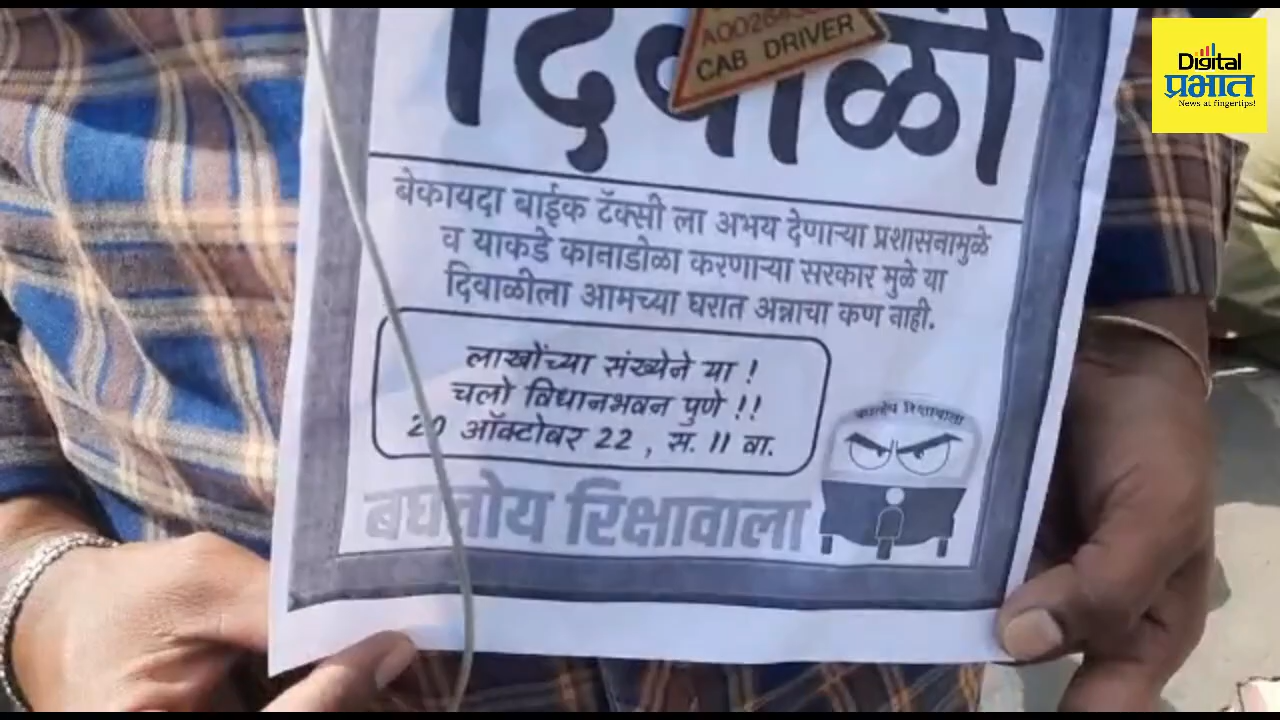 दिवाळी
CAB DRIVER
बेकायदा बाईक टॅक्सी ला अभय देणाऱ्या प्रशासनामुळे
व याकडे कानाडोळा करणाऱ्या सरकार मुळे या
दिवाळीला आमच्या घरात अन्नाचा कण नाही.
लाखोंच्या संख्येने या !
चलो विधानभवन पुणे !!
20 ऑक्टोबर 22 , स. 11 वा.
बघतोय रिक्षावाला
बघतोय रिक्षावाला
Digital
प्रभात
News at fingertips!